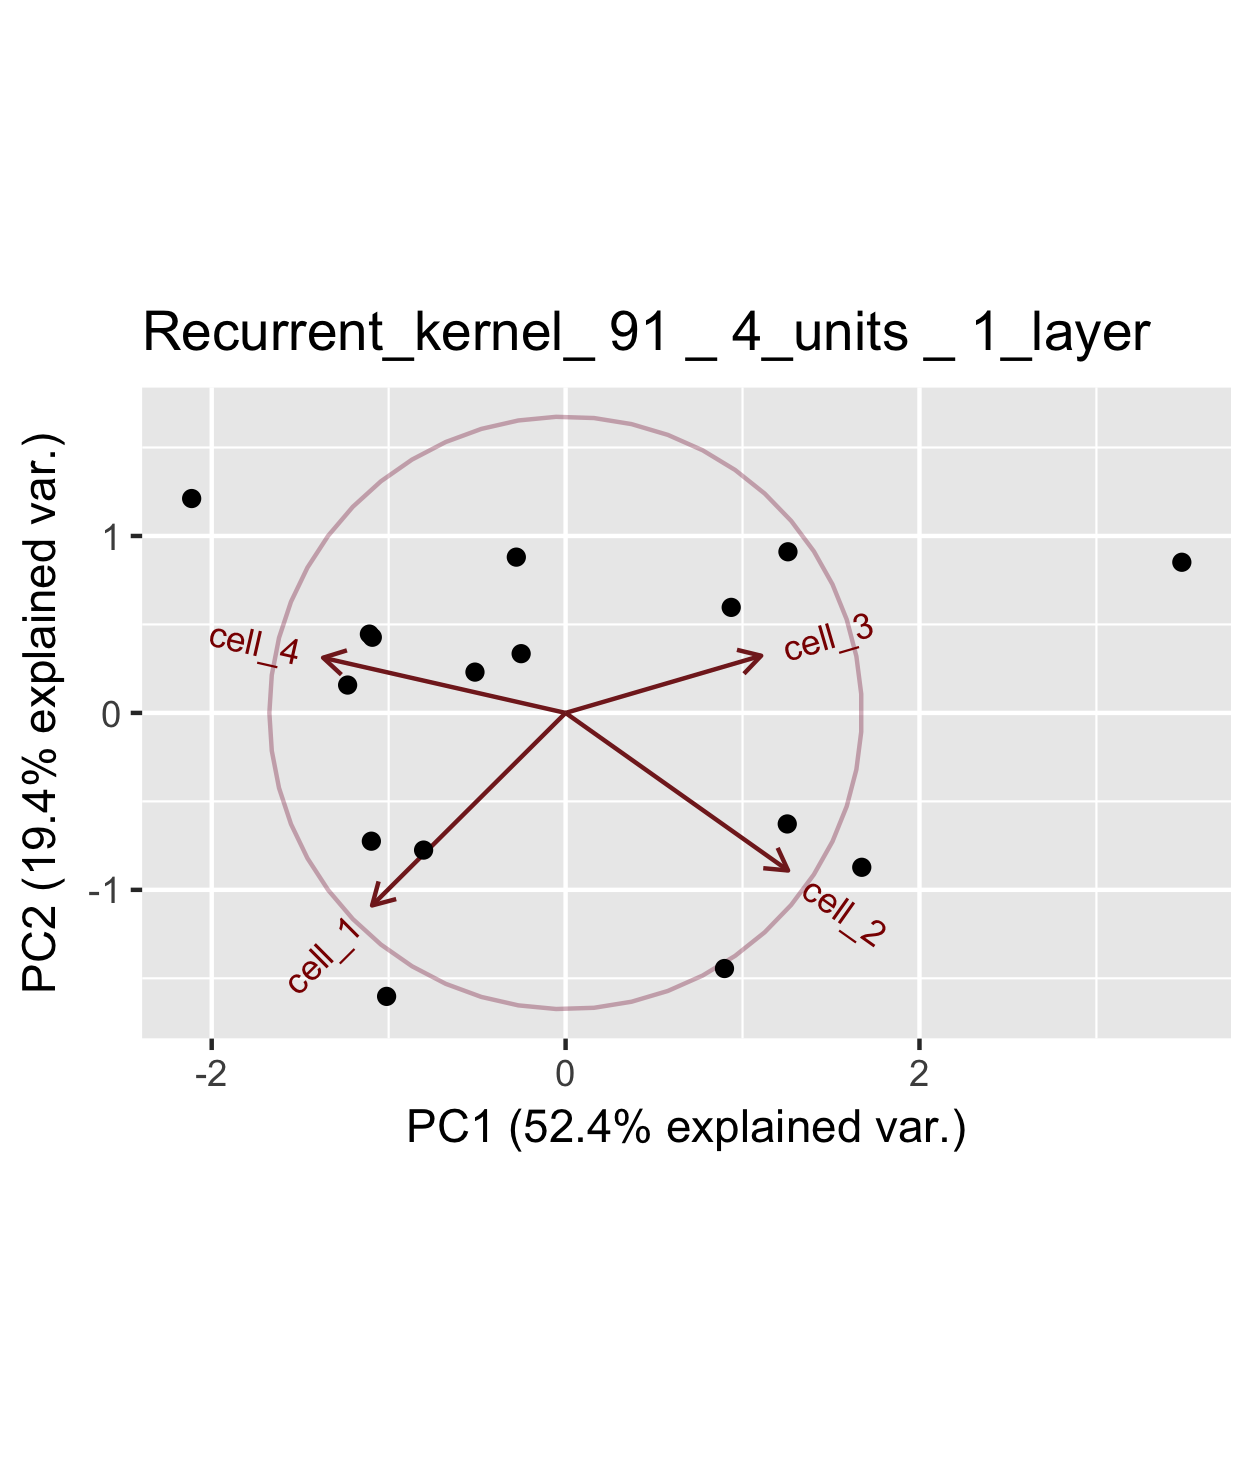 Recurrent_kernel_ 91 _ 4_units _ 1_layer
PC2 (19.4% explained var.)
1
0
-1
cell_4
cell_3
cell_1
cell_2
-2
0
2
PC1 (52.4% explained var.)